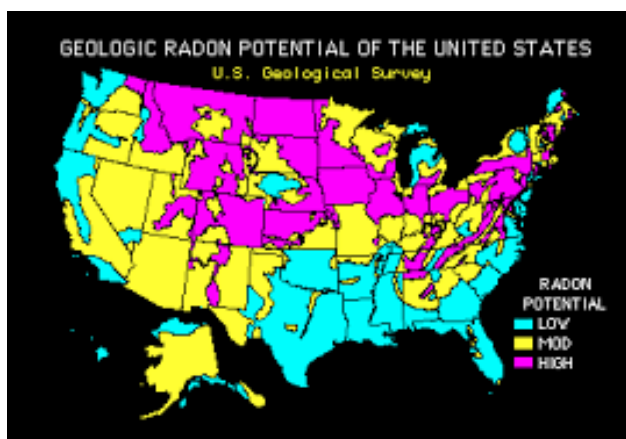 GEOLOGIC RADON POTENTIAL OF THE UNITED STATES
U.S. Geological Survey
RADON
POTENTIAL
LOW
MOD
HIGH